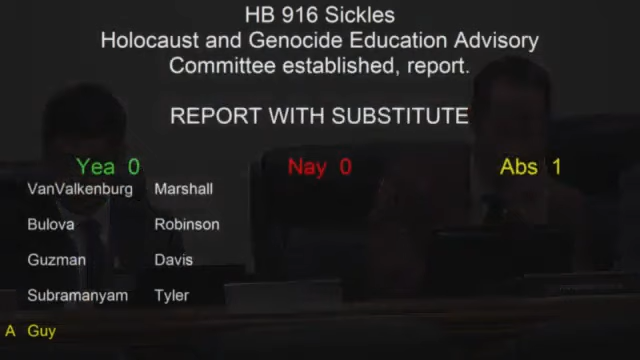 HB 916 Sickles
Holocaust and Genocide Education Advisory
Committee established, report.
REPORT WITH SUBSTITUTE
Yea 0 Nay 0 Abs 1
VanValkenburg Marshall
Bulova Robinson
Guzman Davis
Subramanyam Tyler
A Guy